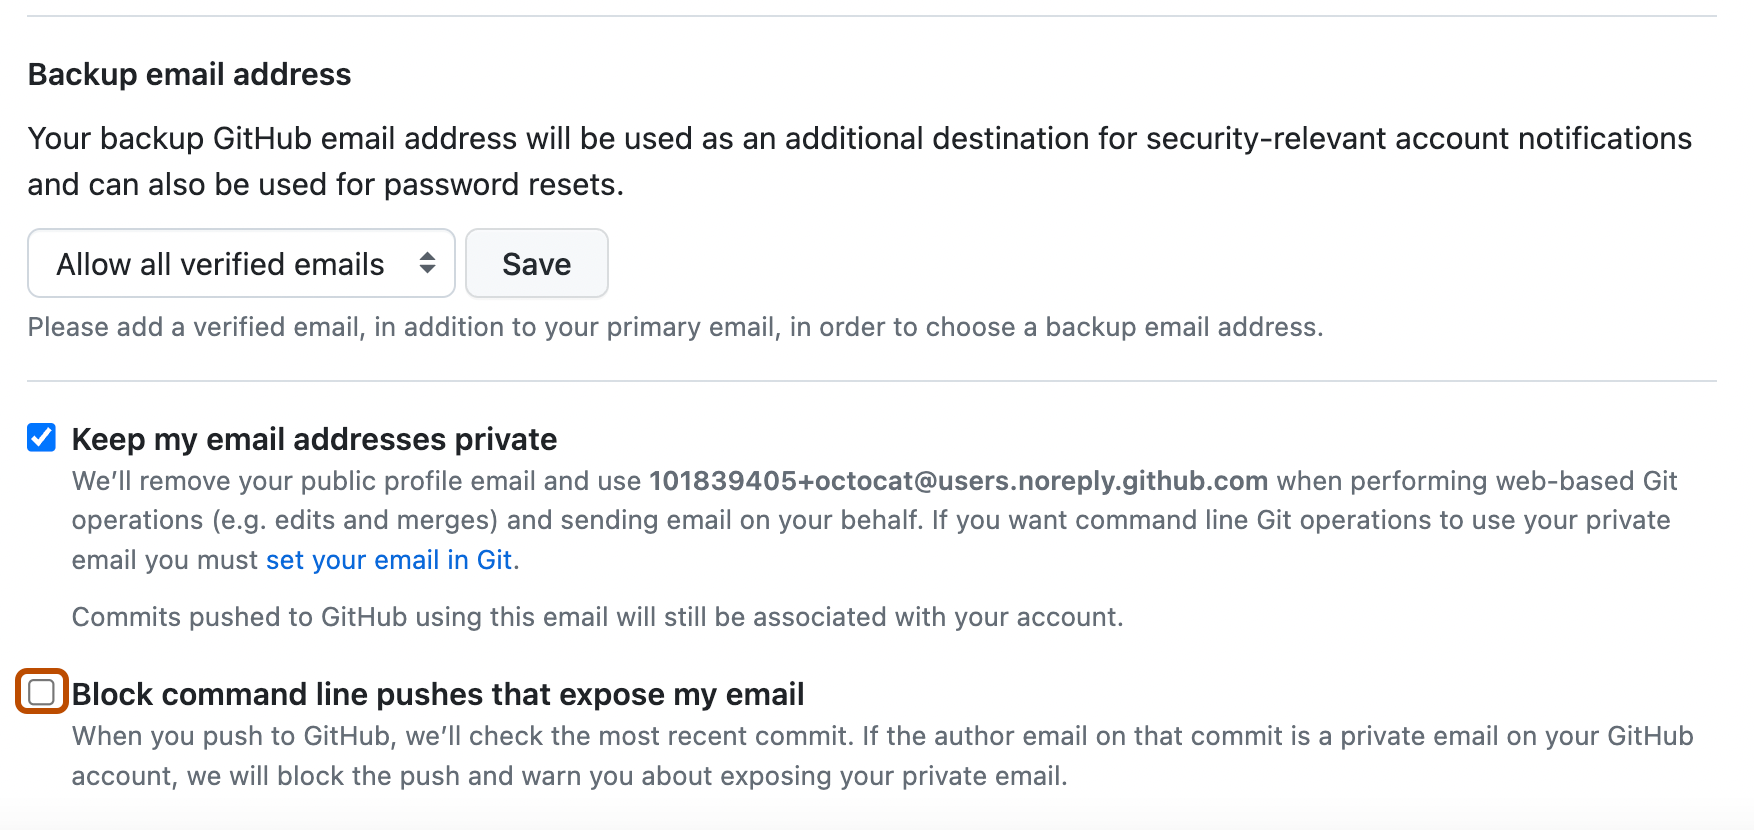 Backup email address
Your backup GitHub email address will be used as an additional destination for security-relevant account notifications
and can also be used for password resets.
Allow all verified emails Save
Please add a verified email, in addition to your primary email, in order to choose a backup email address.
Keep my email addresses private
We’ll remove your public profile email and use 101839405+octocat@users.noreply.github.com when performing web-based Git
operations (e.g. edits and merges) and sending email on your behalf. If you want command line Git operations to use your private
email you must set your email in Git.
Commits pushed to GitHub using this email will still be associated with your account.
Block command line pushes that expose my email
When you push to GitHub, we’ll check the most recent commit. If the author email on that commit is a private email on your GitHub
account, we will block the push and warn you about exposing your private email.